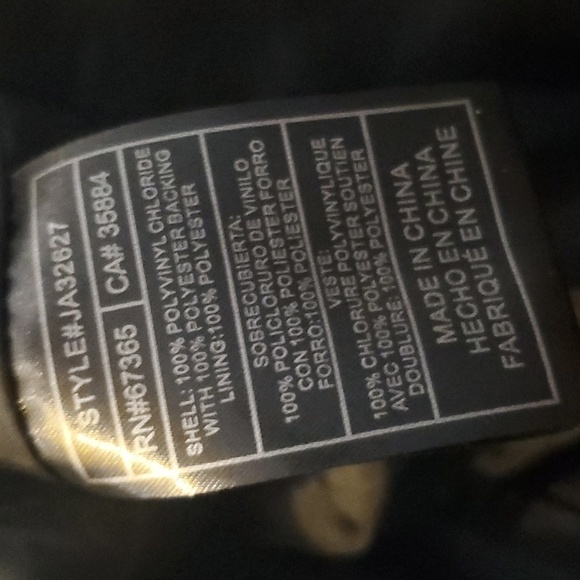 STYLE#JA32627
RN#67365 CA# 35884
SHELL: 100% POLYVINYL CHLORIDE
WITH 100% POLYESTER BACKING
LINING:100% POLYESTER
SOBRECUBIERTA:
100% POLICLORURO DE VINILO
CON 100% POLIESTER FORRO
FORRO:100% POLIESTER
VESTE:
100% CHLORURE POLYVINYLIQUE
AVEC 100% POLYESTER SOUTIEN
DOUBLURE: 100% POLYESTER
MADE IN CHINA
HECHO EN CHINA
FABRIQUÉ EN CHINE